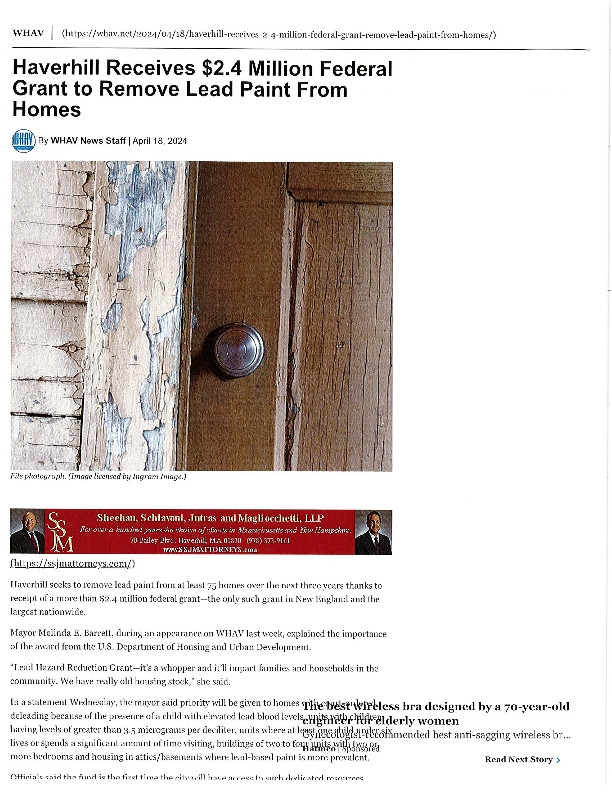 WHAV | (https://whav.net/2024/04/18/haverhill-receives-2-4-million-federal-grant-remove-lead-paint-from-homes/)
Haverhill Receives $2.4 Million Federal
Grant to Remove Lead Paint From
Homes
WHAV
By WHAV News Staff | April 18, 2024
File photograph. (Image licensed by Ingram Image.)
SSJM
Sheehan, Schiavoni, Jutras and Magliocchetti, LLP
For over a hundred years the choice of clients in Massachusetts and New Hampshire.
70 Bailey Blvd., Haverhill, MA 01830 (978) 373-9161
www.SSJMATTORNEYS.com
(https://ssjmattorneys.com/)
Haverhill seeks to remove lead paint from at least 75 homes over the next three years thanks to
receipt of a more than $2.4 million federal grant—the only such grant in New England and the
largest nationwide.
Mayor Melinda E. Barrett, during an appearance on WHAV last week, explained the importance
of the award from the U.S. Department of Housing and Urban Development.
“Lead Hazard Reduction Grant—it’s a whopper and it’ll impact families and households in the
community. We have really old housing stock,” she said.
In a statement Wednesday, the mayor said priority will be given to homes
The best wireless bra designed by a 70-year-old
deleading because of the presence of a child with elevated lead blood levels, units with children
engineer for elderly women
having levels of greater than 3.5 micrograms per deciliter, units where at least one child under six
Gynecologist-recommended best anti-sagging wireless br...
lives or spends a significant amount of time visiting, buildings of two to four units with two or
| Sponsored
more bedrooms and housing in attics/basements where lead-based paint is more prevalent.
Read Next Story >
Officials said the fund is the first time the city will have access to such dedicated resources